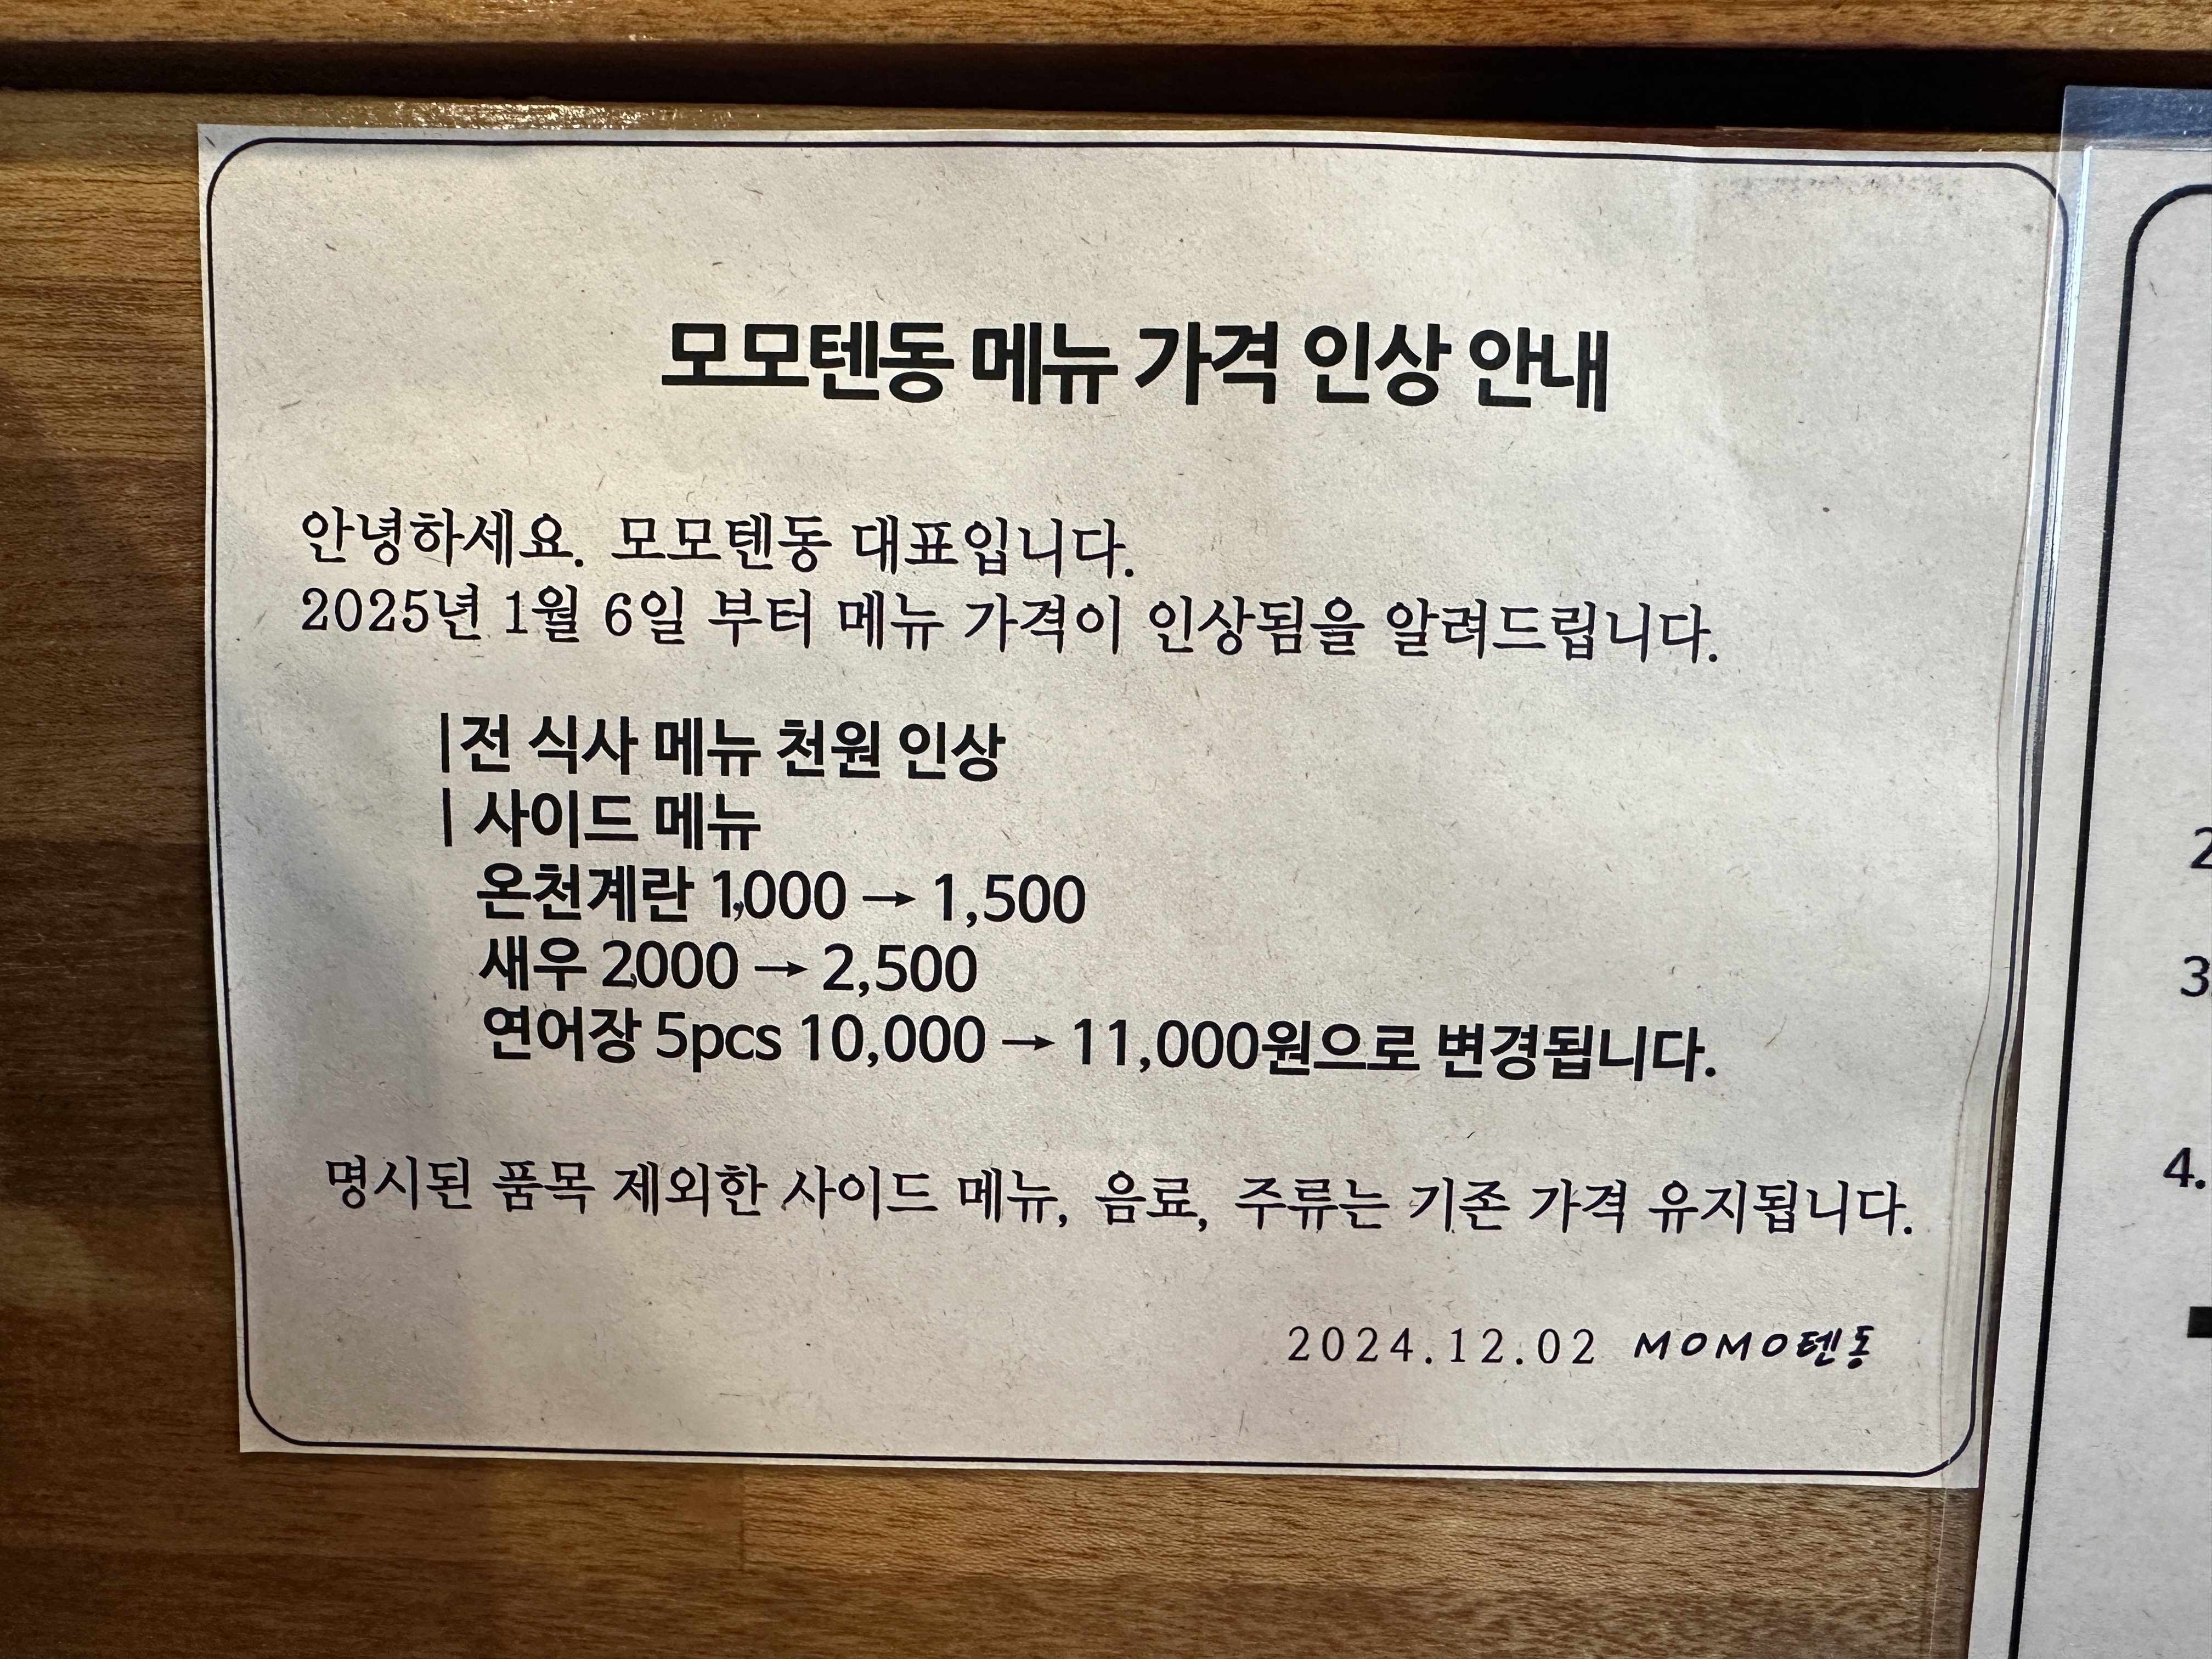 모모텐동 메뉴 가격 인상 안내
안녕하세요. 모모텐동 대표입니다.
2025년 1월 6일 부터 메뉴 가격이 인상됨을 알려드립니다.
|전 식사 메뉴 천원 인상
| 사이드 메뉴
온천계란 1,000 → 1,500
새우 2,000 → 2,500
연어장 5pcs 10,000 → 11,000원으로 변경됩니다.
명시된 품목 제외한 사이드 메뉴, 음료, 주류는 기존 가격 유지됩니다.
2024.12.02 MOMO텐동
2
3
4.